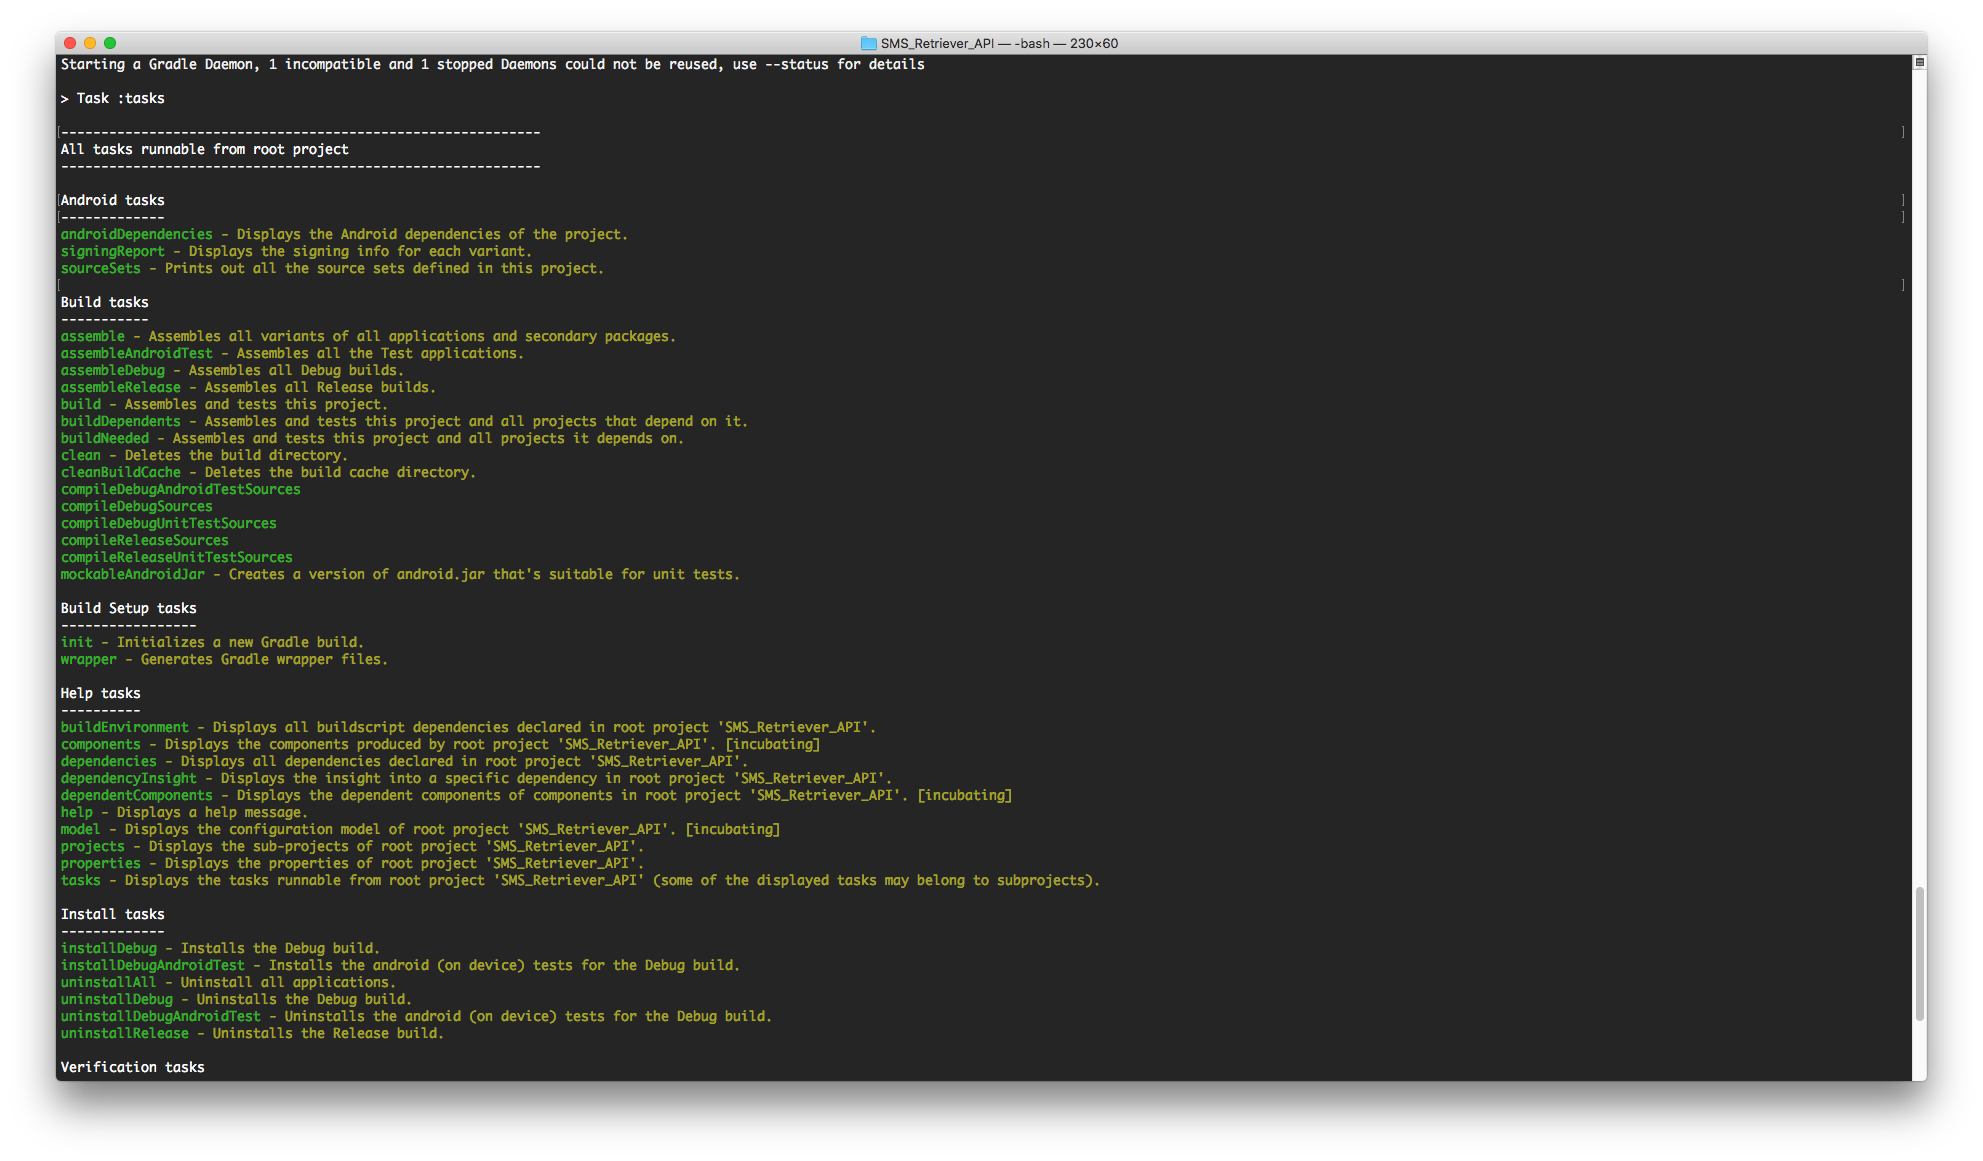 SMS_Retriever_API — -bash — 230×60
Starting a Gradle Daemon, 1 incompatible and 1 stopped Daemons could not be reused, use --status for details
> Task :tasks
[------------------------------------------------------------ ]
All tasks runnable from root project
------------------------------------------------------------
[Android tasks ]
[------------- ]
androidDependencies - Displays the Android dependencies of the project.
signingReport - Displays the signing info for each variant.
sourceSets - Prints out all the source sets defined in this project.
[ ]
Build tasks
-----------
assemble - Assembles all variants of all applications and secondary packages.
assembleAndroidTest - Assembles all the Test applications.
assembleDebug - Assembles all Debug builds.
assembleRelease - Assembles all Release builds.
build - Assembles and tests this project.
buildDependents - Assembles and tests this project and all projects that depend on it.
buildNeeded - Assembles and tests this project and all projects it depends on.
clean - Deletes the build directory.
cleanBuildCache - Deletes the build cache directory.
compileDebugAndroidTestSources
compileDebugSources
compileDebugUnitTestSources
compileReleaseSources
compileReleaseUnitTestSources
mockableAndroidJar - Creates a version of android.jar that's suitable for unit tests.
Build Setup tasks
-----------------
init - Initializes a new Gradle build.
wrapper - Generates Gradle wrapper files.
Help tasks
----------
buildEnvironment - Displays all buildscript dependencies declared in root project 'SMS_Retriever_API'.
components - Displays the components produced by root project 'SMS_Retriever_API'. [incubating]
dependencies - Displays all dependencies declared in root project 'SMS_Retriever_API'.
dependencyInsight - Displays the insight into a specific dependency in root project 'SMS_Retriever_API'.
dependentComponents - Displays the dependent components of components in root project 'SMS_Retriever_API'. [incubating]
help - Displays a help message.
model - Displays the configuration model of root project 'SMS_Retriever_API'. [incubating]
projects - Displays the sub-projects of root project 'SMS_Retriever_API'.
properties - Displays the properties of root project 'SMS_Retriever_API'.
tasks - Displays the tasks runnable from root project 'SMS_Retriever_API' (some of the displayed tasks may belong to subprojects).
Install tasks
-------------
installDebug - Installs the Debug build.
installDebugAndroidTest - Installs the android (on device) tests for the Debug build.
uninstallAll - Uninstall all applications.
uninstallDebug - Uninstalls the Debug build.
uninstallDebugAndroidTest - Uninstalls the android (on device) tests for the Debug build.
uninstallRelease - Uninstalls the Release build.
Verification tasks